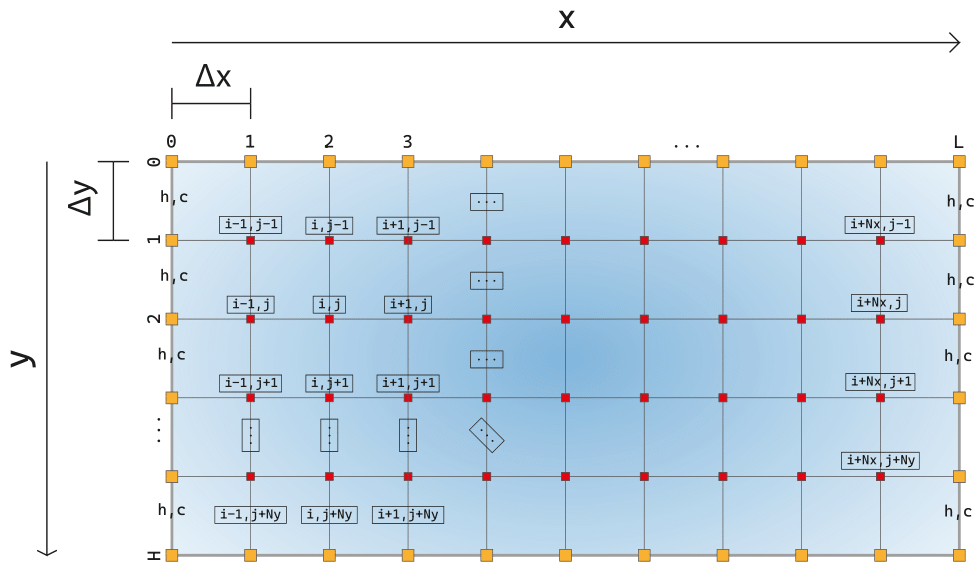 x
Δx
0 1 2 3 ... L
0
Δy
h,c ... h,c
i-1,j-1 i,j-1 i+1,j-1 i+Nx,j-1
1
h,c ... h,c
i-1,j i,j i+1,j i+Nx,j
2
y
h,c ... h,c
i-1,j+1 i,j+1 i+1,j+1 i+Nx,j+1
... ... ... ... ...
i+Nx,j+Ny
h,c i-1,j+Ny i,j+Ny i+1,j+Ny h,c
H